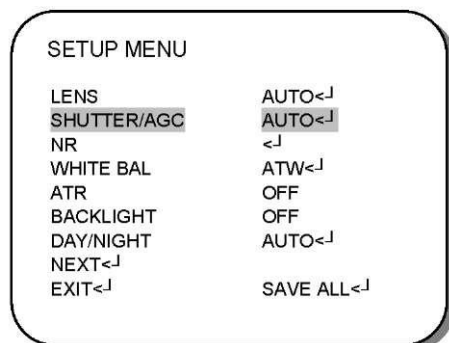 SETUP MENU
LENS AUTO<┘
SHUTTER/AGC AUTO<┘
NR <┘
WHITE BAL ATW<┘
ATR OFF
BACKLIGHT OFF
DAY/NIGHT AUTO<┘
NEXT<┘
EXIT<┘ SAVE ALL<┘